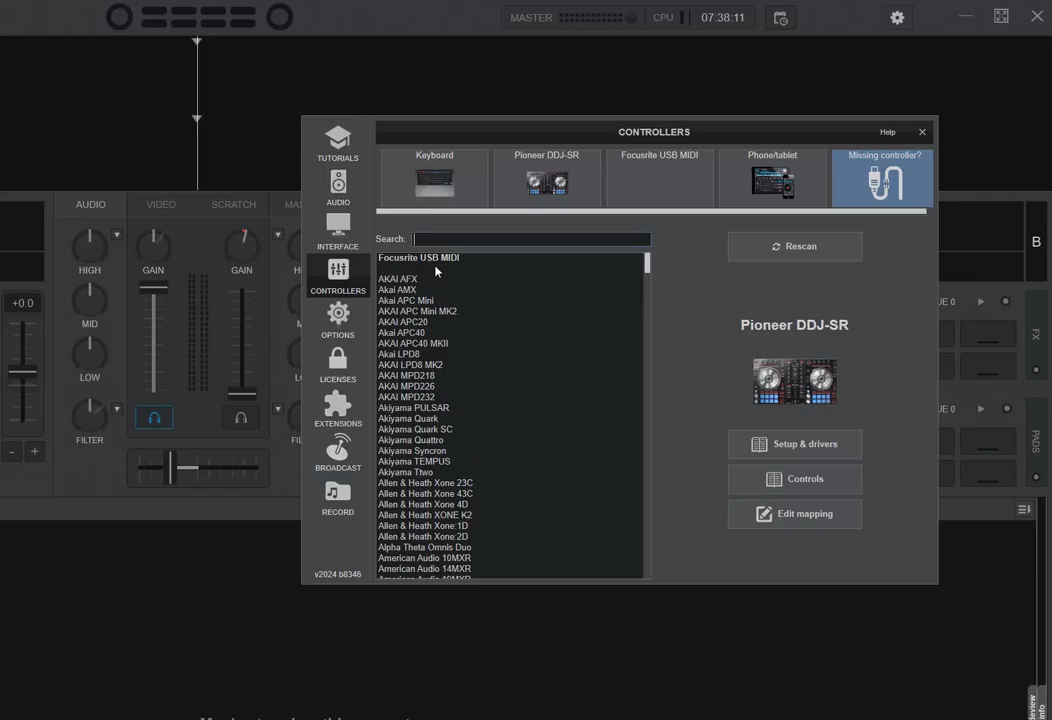 MASTER CPU 07:38:11
CONTROLLERS
Help
TUTORIALS
AUDIO
INTERFACE
CONTROLLERS
OPTIONS
LICENSES
EXTENSIONS
BROADCAST
RECORD
v2024 b8346
Keyboard
Pioneer DDJ-SR
Focusrite USB MIDI
Phone/tablet
Missing controller?
Search:
Focusrite USB MIDI
AKAI AFX
Akai AMX
Akai APC Mini
AKAI APC Mini MK2
AKAI APC20
Akai APC40
AKAI APC40 MKII
Akai LPD8
AKAI LPD8 MK2
AKAI MPD218
AKAI MPD226
AKAI MPD232
Akiyama PULSAR
Akiyama Quark
Akiyama Quark SC
Akiyama Quattro
Akiyama Syncron
Akiyama TEMPUS
Akiyama Ttwo
Allen & Heath Xone 23C
Allen & Heath Xone 43C
Allen & Heath Xone 4D
Allen & Heath XONE K2
Allen & Heath Xone:1D
Allen & Heath Xone:2D
Alpha Theta Omnis Duo
American Audio 10MXR
American Audio 14MXR
Rescan
Pioneer DDJ-SR
Setup & drivers
Controls
Edit mapping
AUDIO VIDEO SCRATCH
HIGH
GAIN
GAIN
+0.0
MID
LOW
FILTER
- +
B
FX
PADS